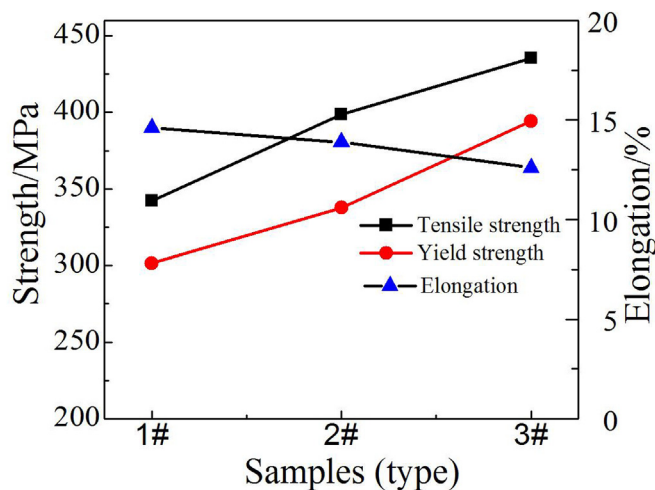 450
400
350
300
250
200
Strength/MPa
20
15
10
5
0
Elongation/%
Tensile strength
Yield strength
Elongation
1#
2#
3#
Samples (type)